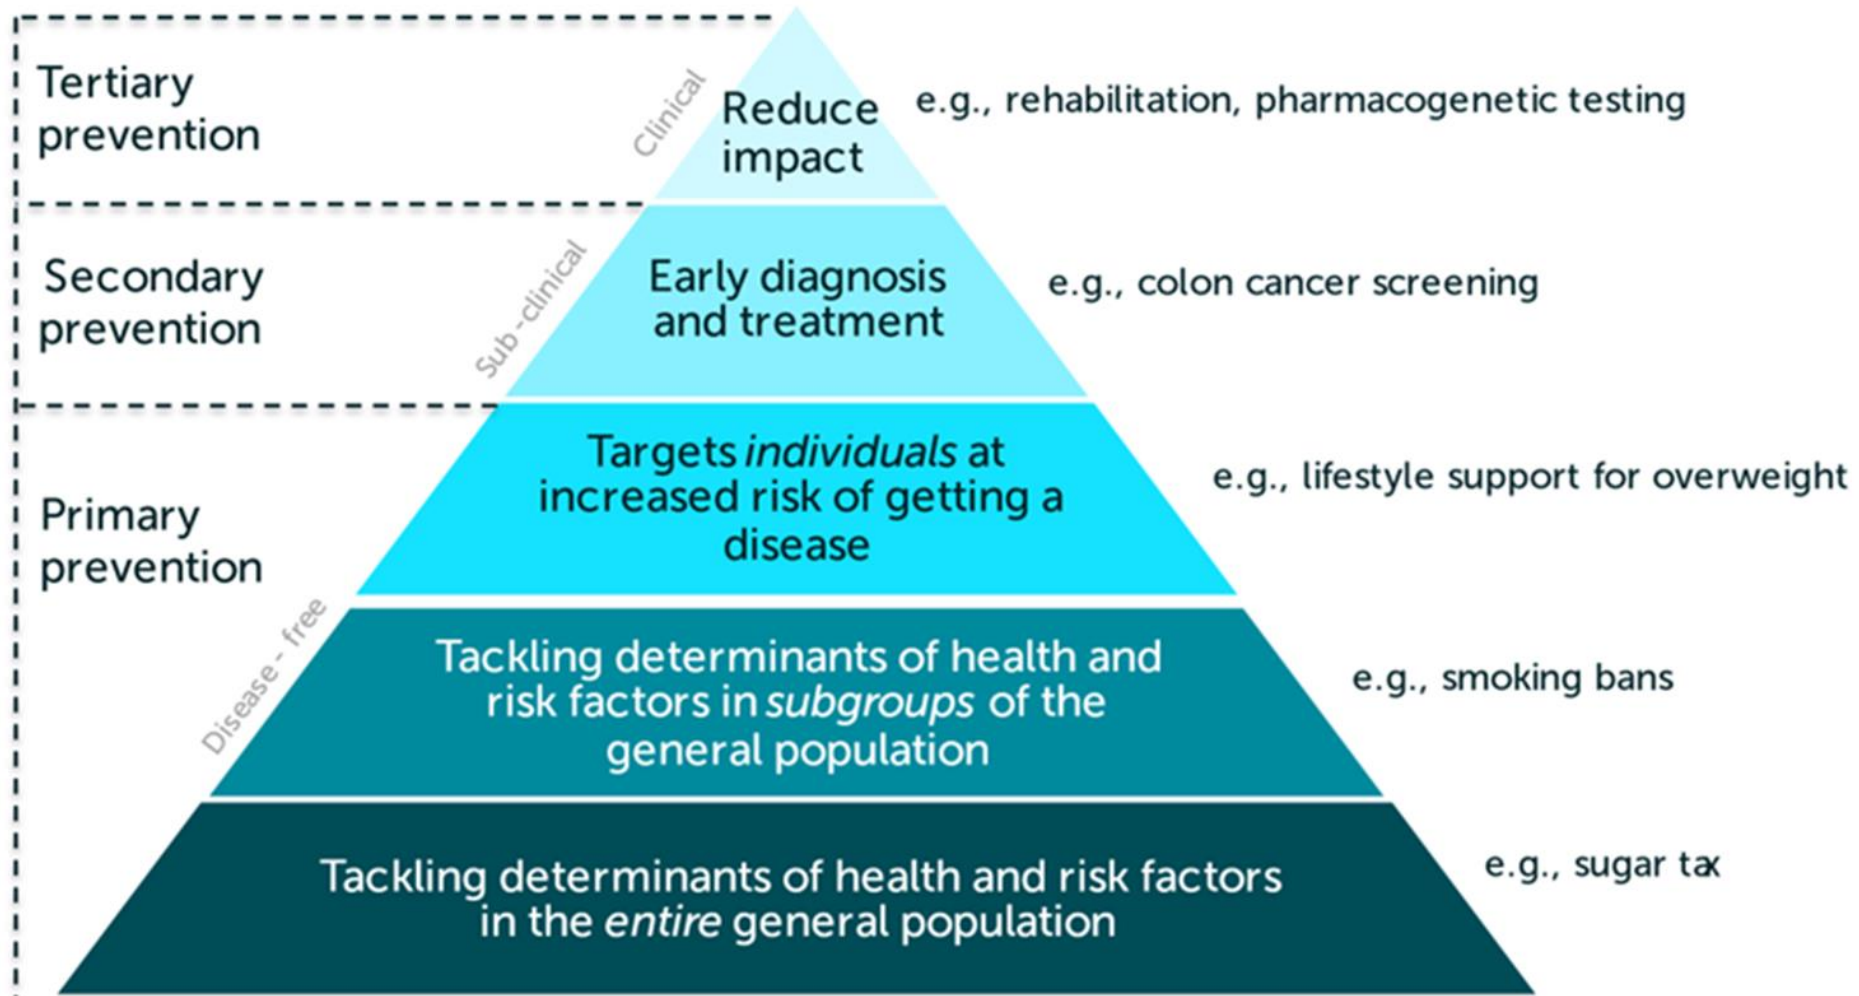 Tertiary
prevention
Clinical
Reduce
impact
e.g., rehabilitation, pharmacogenetic testing
Secondary
prevention
Sub-clinical
Early diagnosis
and treatment
e.g., colon cancer screening
Primary
prevention
Disease- free
Targets individuals at
increased risk of getting a
disease
e.g., lifestyle support for overweight
Tackling determinants of health and
risk factors in subgroups of the
general population
e.g., smoking bans
Tackling determinants of health and risk factors
in the entire general population
e.g., sugar tax